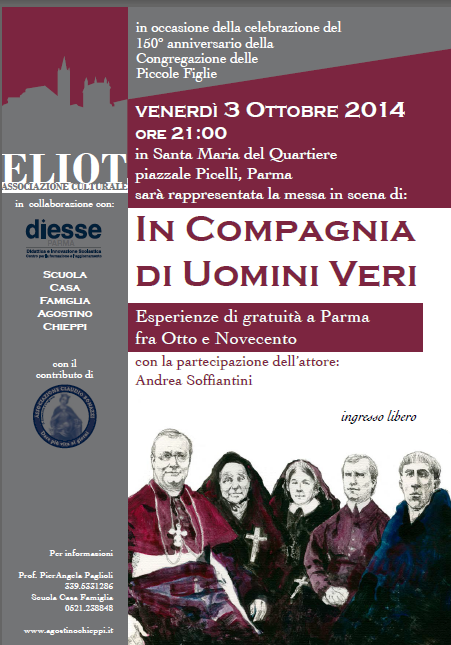 in occasione della celebrazione del
150° anniversario della
Congregazione delle
Piccole Figlie
VENERDÌ 3 OTTOBRE 2014
ORE 21:00
in Santa Maria del Quartiere
piazzale Picelli, Parma
sarà rappresentata la messa in scena di:
IN COMPAGNIA
DI UOMINI VERI
Esperienze di gratuità a Parma
fra Otto e Novecento
con la partecipazione dell'attore:
Andrea Soffiantini
ingresso libero
ELIOT
ASSOCIAZIONE CULTURALE
in collaborazione con:
diesse
PARMA
Didattica e Innovazione Scolastica
Centro per la formazione e l'aggiornamento
SCUOLA
CASA
FAMIGLIA
AGOSTINO
CHIEPPI
con il
contributo di
Per informazioni
Prof. PierAngela Paglioli
339.5331286
Scuola Casa Famiglia
0521.238848
www.agostinochieppi.it